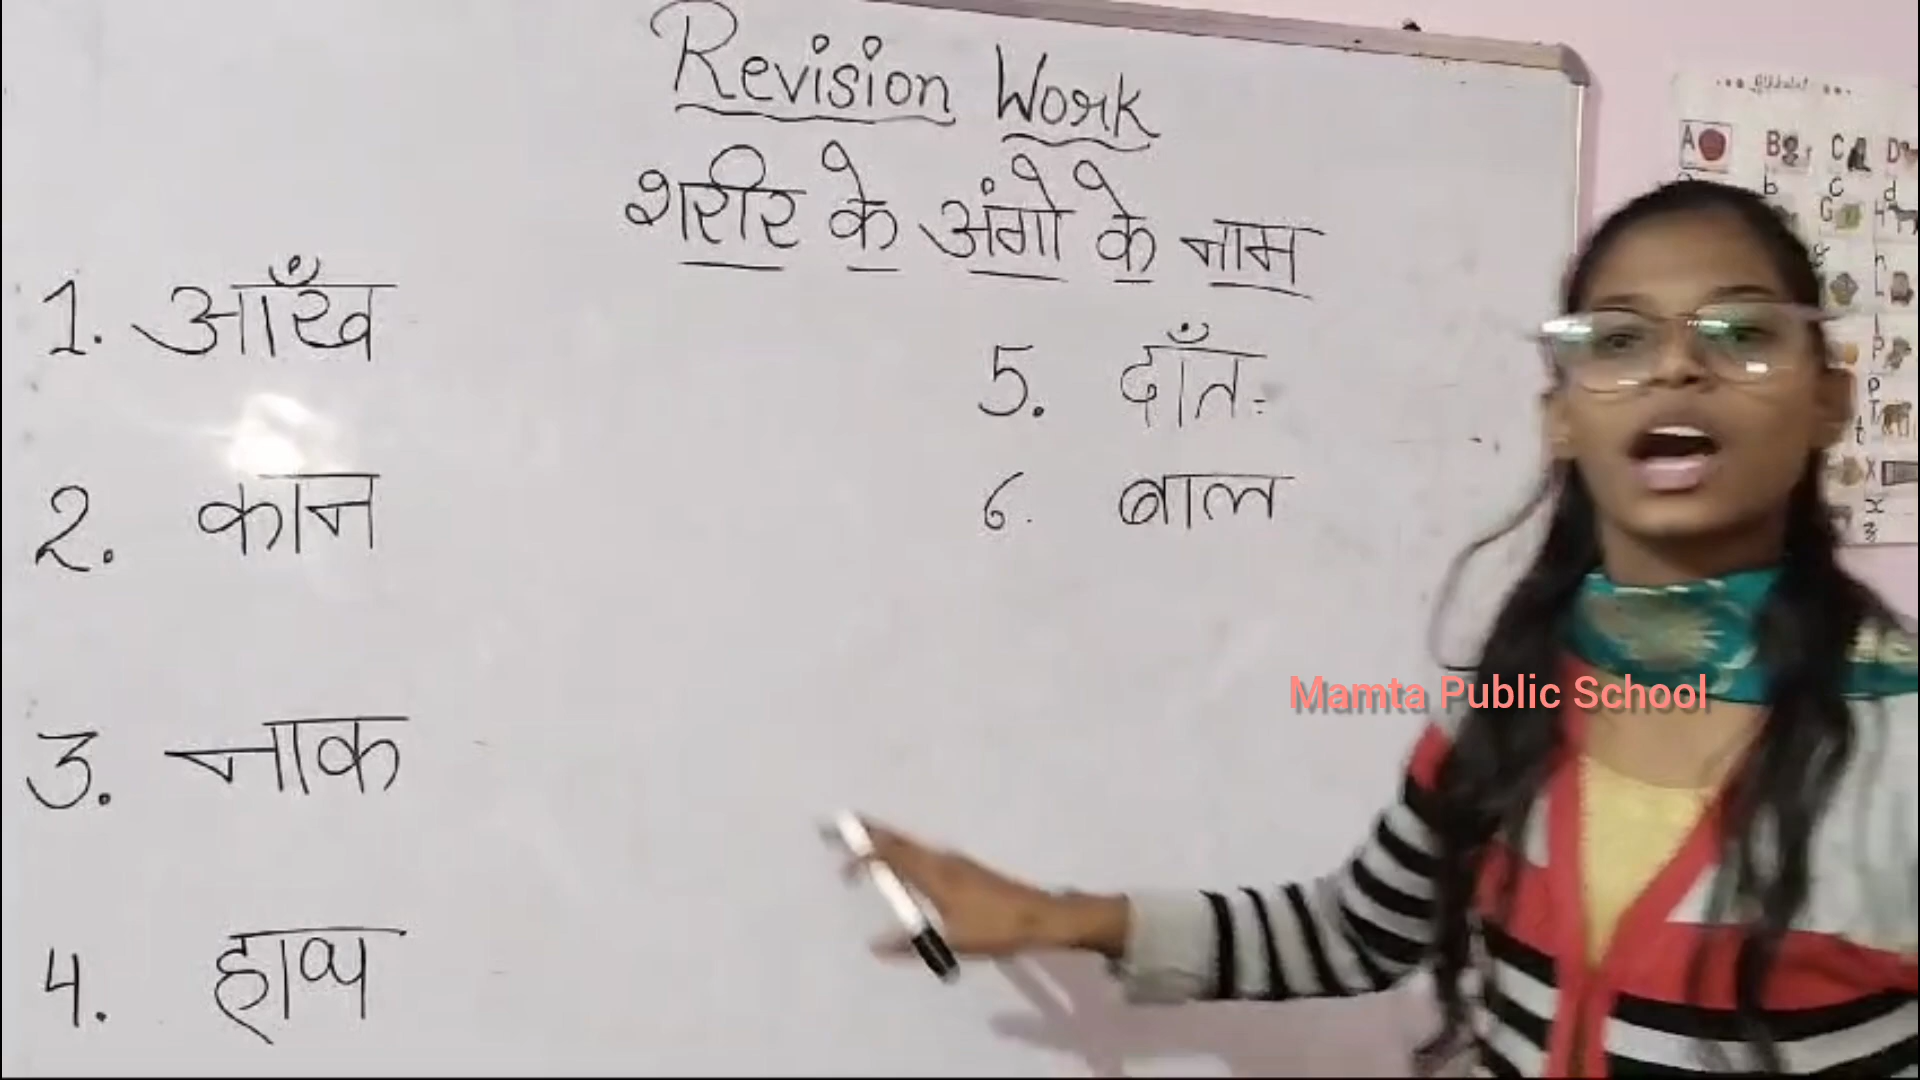 Revision Work
शरीर के अंगो के नाम
1. आँख
2. कान
3. नाक
4. हाथ
5. दाँत
6. बाल
Mamta Public School
A B C D
b c d
G H